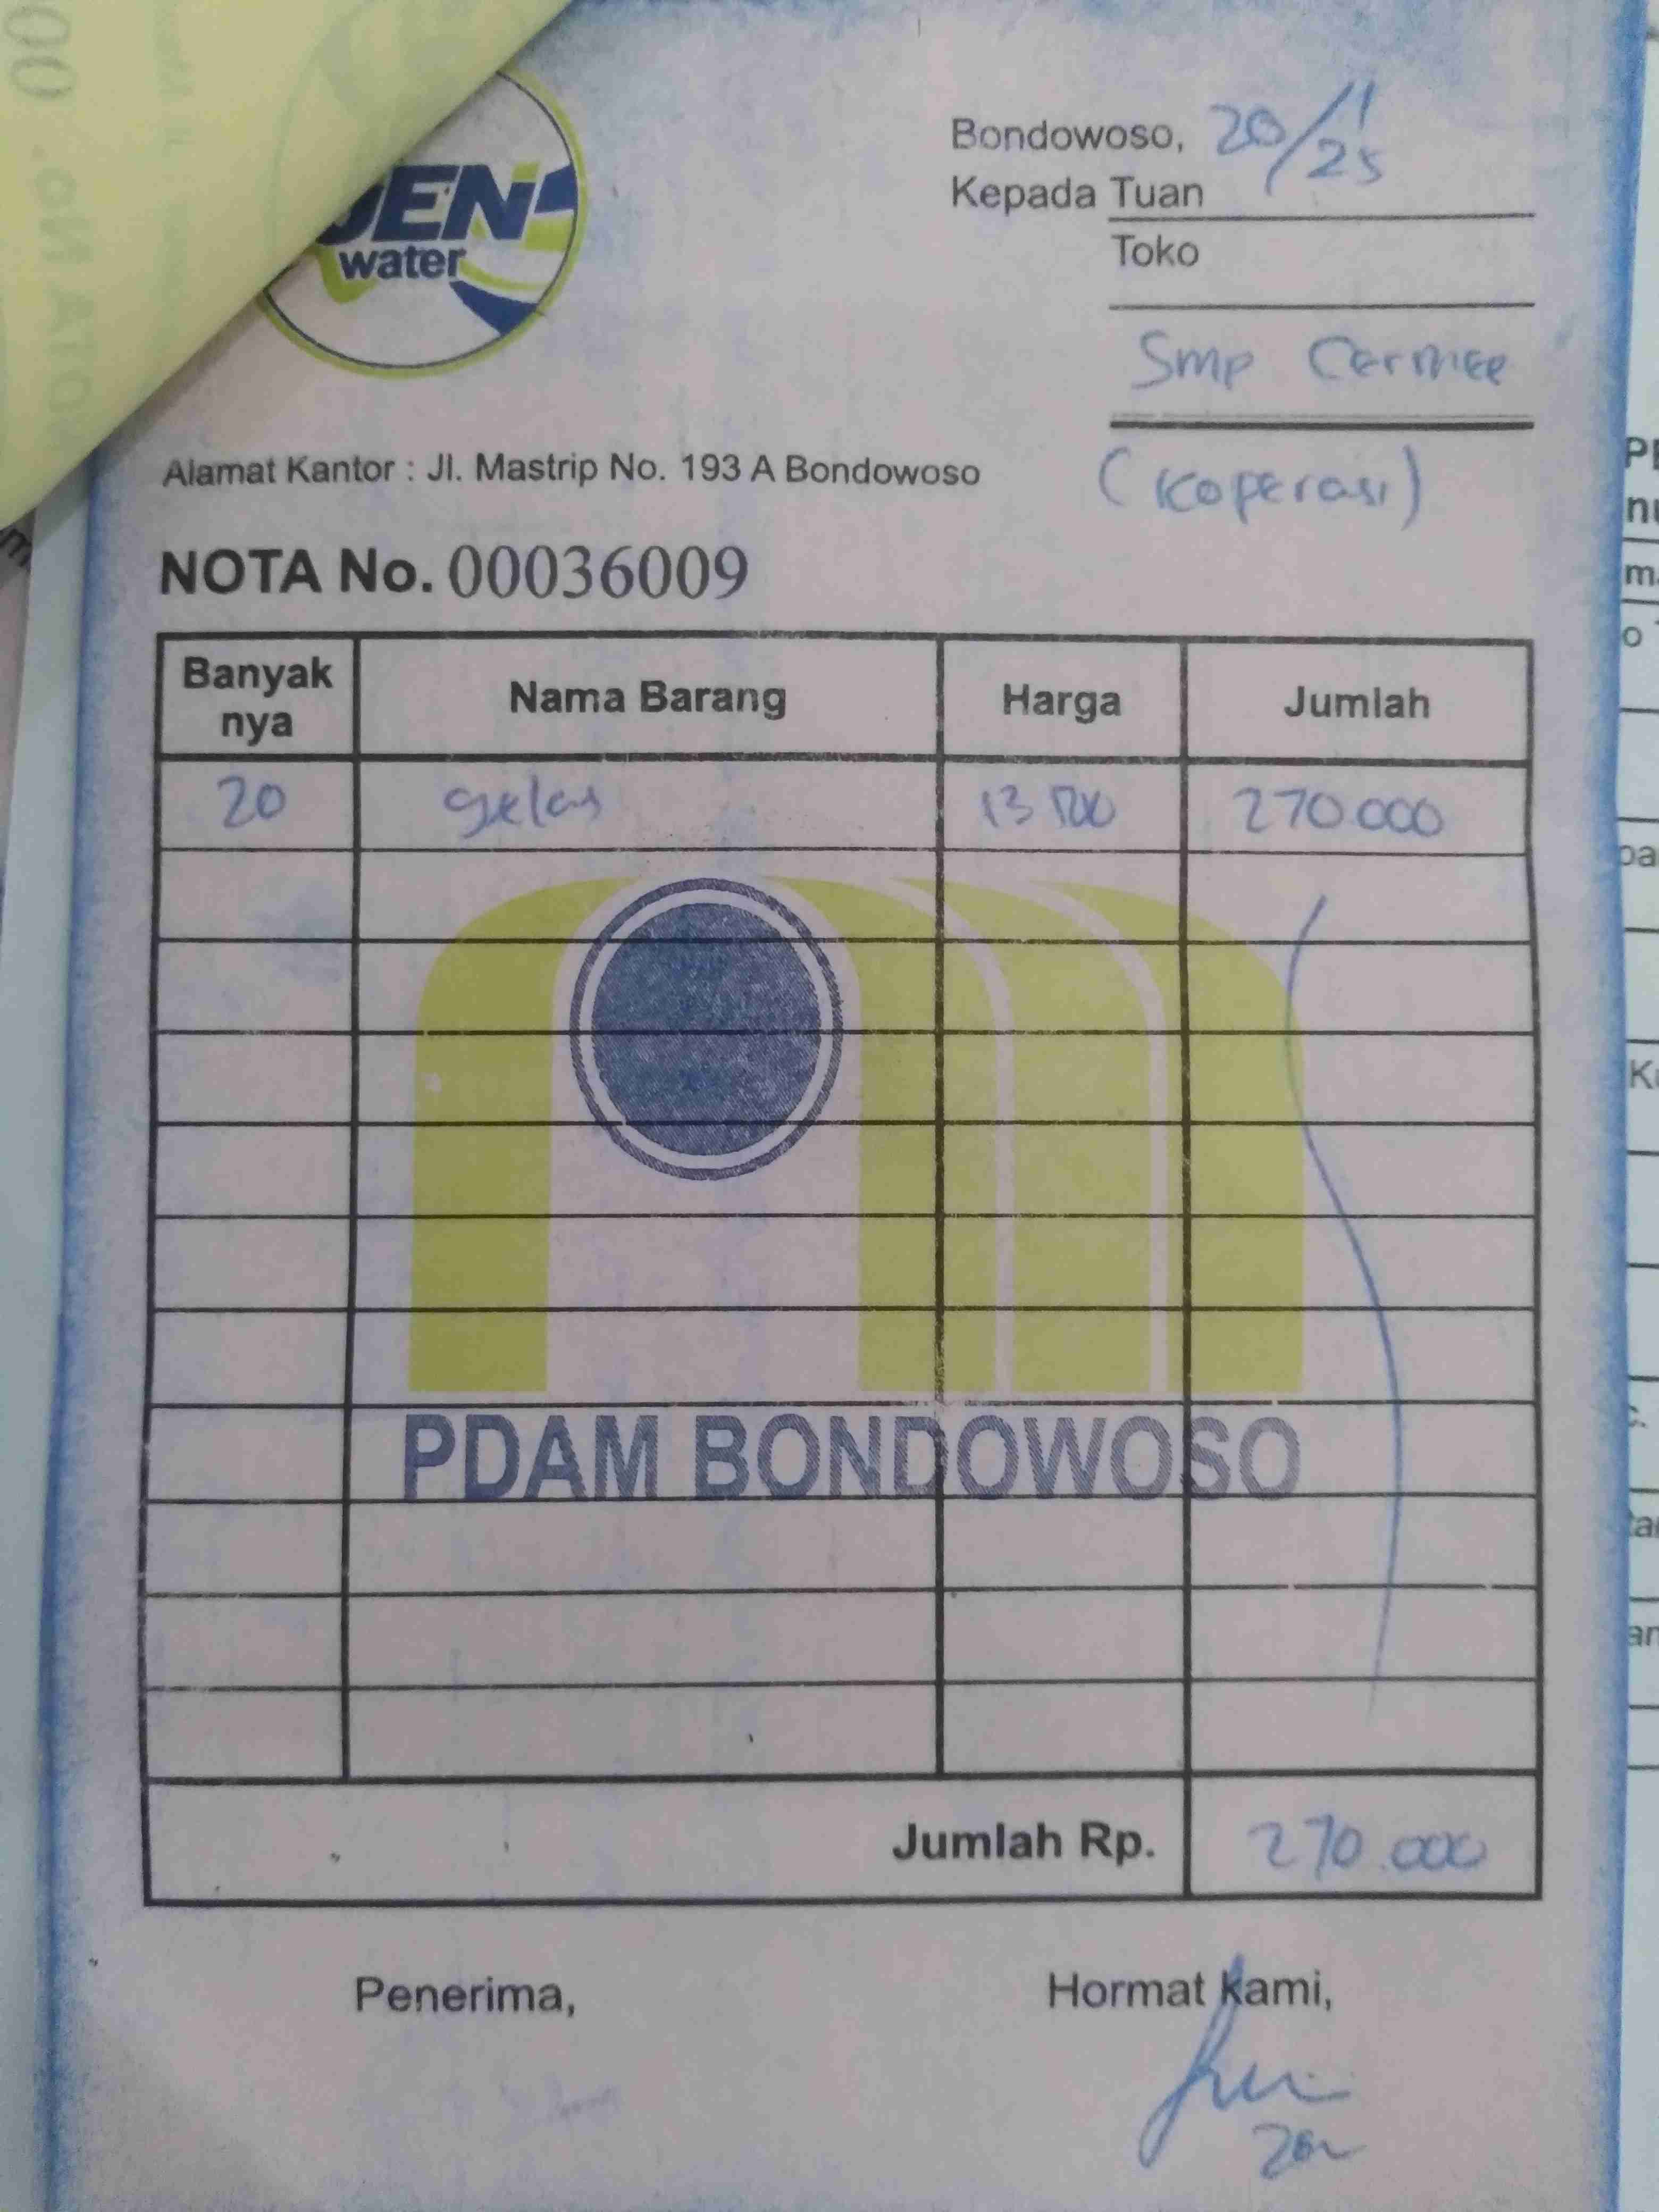 JEN
water
Bondowoso, 20/1/25
Kepada Tuan
Toko
Smp Cermee
(Koperasi)
Alamat Kantor : Jl. Mastrip No. 193 A Bondowoso
NOTA No. 00036009
Banyak nya Nama Barang Harga Jumlah
20 gelas 13 500 270 000
PDAM BONDOWOSO
Jumlah Rp. 270.000
Penerima, Hormat kami,